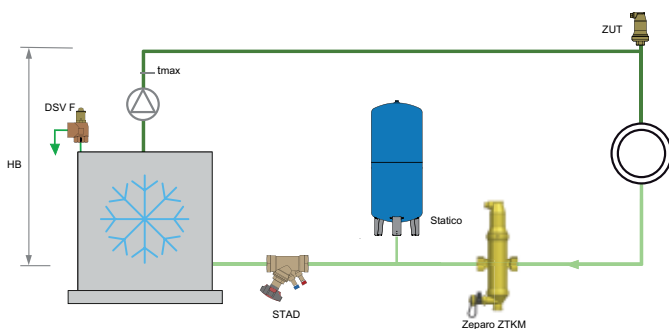 ZUT
tmax
DSV F
HB
Statico
STAD
Zeparo ZTKM